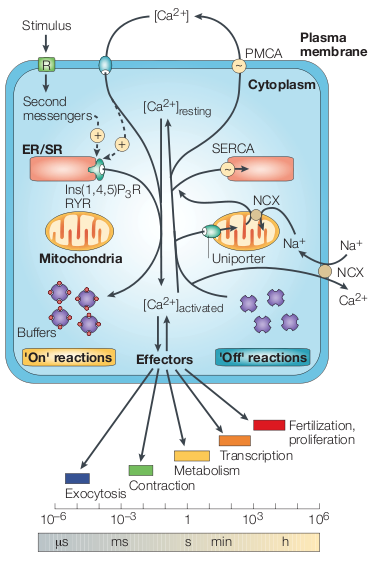 Stimulus
[Ca²⁺]
Plasma
membrane
PMCA
R
~
Cytoplasm
Second
messengers
[Ca²⁺]resting
+
+
ER/SR
SERCA
~
Ins(1,4,5)P₃R
RYR
NCX
Na⁺
Na⁺
Mitochondria
Uniporter
NCX
Ca²⁺
[Ca²⁺]activated
Buffers
'On' reactions
Effectors
'Off' reactions
Fertilization,
proliferation
Transcription
Metabolism
Contraction
Exocytosis
10⁻⁶ 10⁻³ 1 10³ 10⁶
µs ms s min h